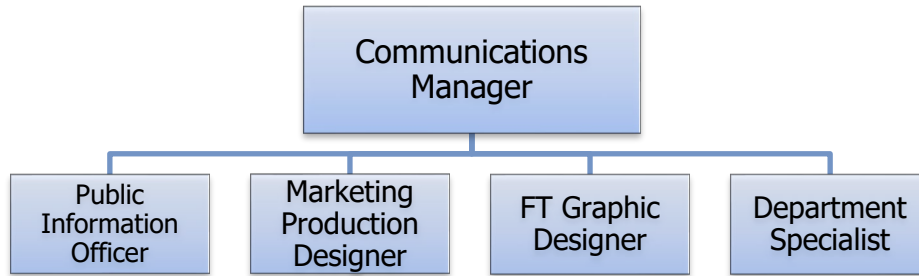 Communications
Manager
Public
Information
Officer
Marketing
Production
Designer
FT Graphic
Designer
Department
Specialist